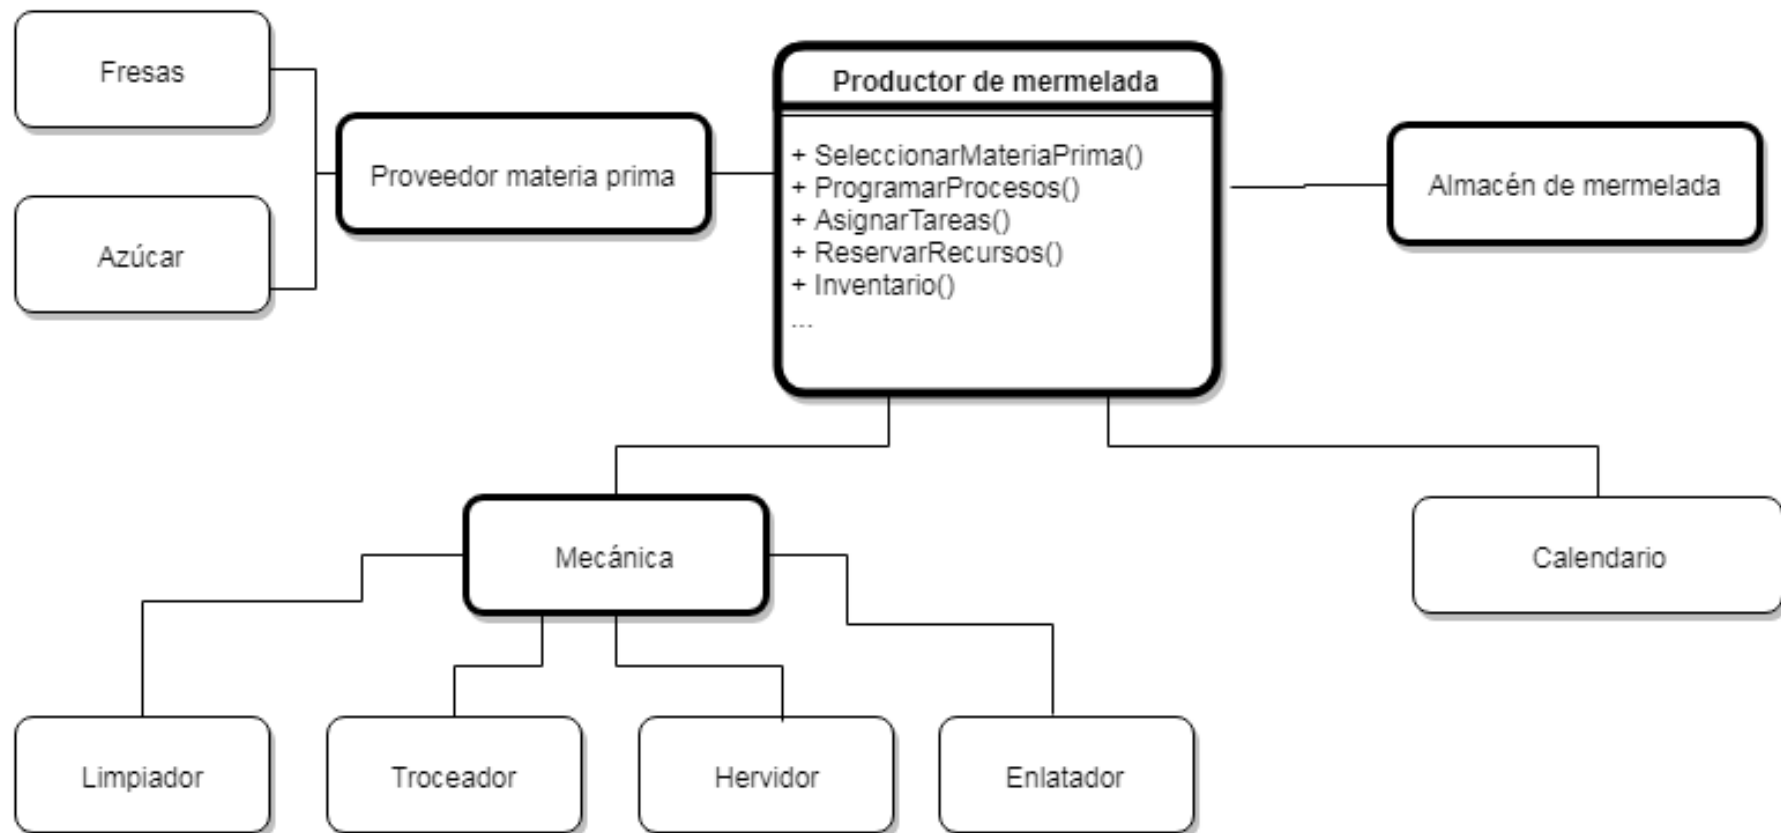 Fresas
Azúcar
Proveedor materia prima
Productor de mermelada
+ SeleccionarMateriaPrima()
+ ProgramarProcesos()
+ AsignarTareas()
+ ReservarRecursos()
+ Inventario()
...
Almacén de mermelada
Mecánica
Calendario
Limpiador
Troceador
Hervidor
Enlatador